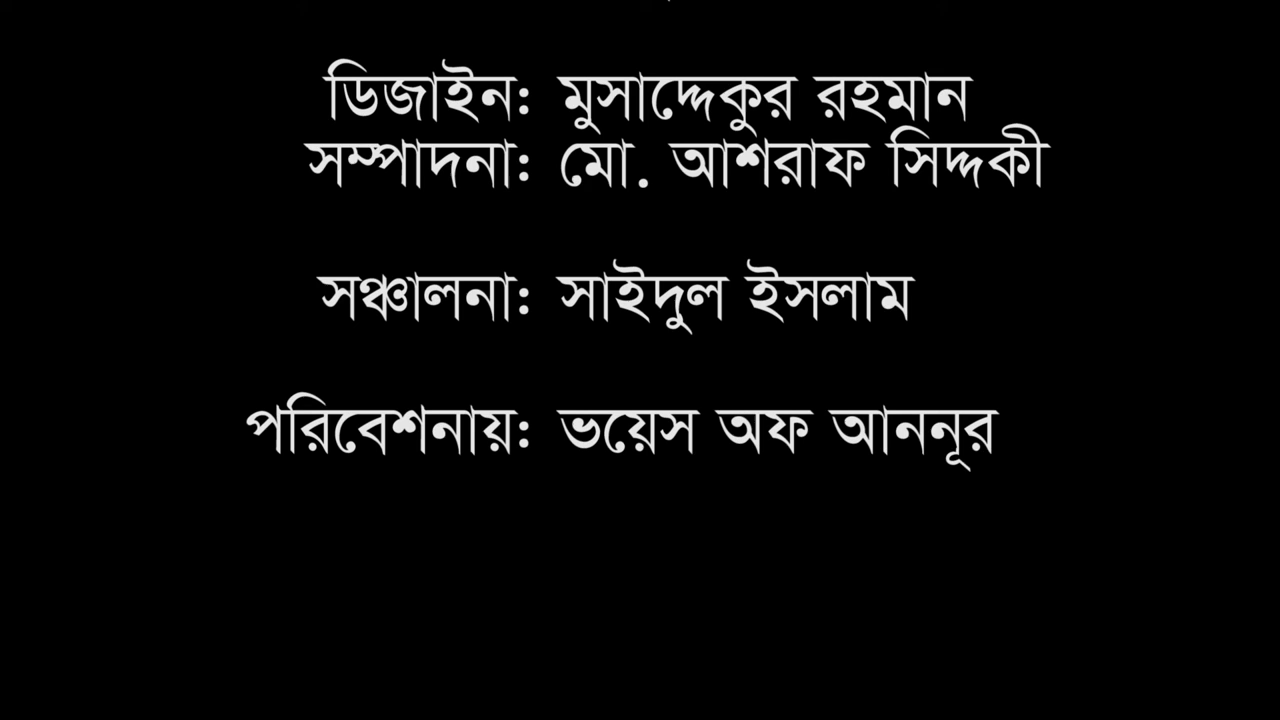 ডিজাইন: মুসাদ্দেকুর রহমান
সম্পাদনা: মো. আশরাফ সিদ্দকী
সঞ্চালনা: সাইদুল ইসলাম
পরিবেশনায়: ভয়েস অফ আননূর